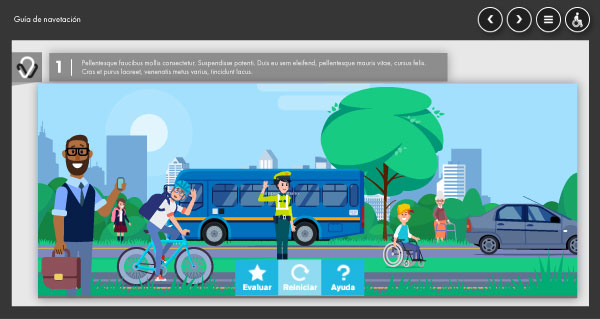 Guía de navetación
1
Pellentesque faucibus mollis consectetur. Suspendisse potenti. Duis eu sem eleifend, pellentesque mauris vitae, cursus felis.
Cras et purus laoreet, venenatis metus varius, tincidunt lacus.
Evaluar
Reiniciar
Ayuda